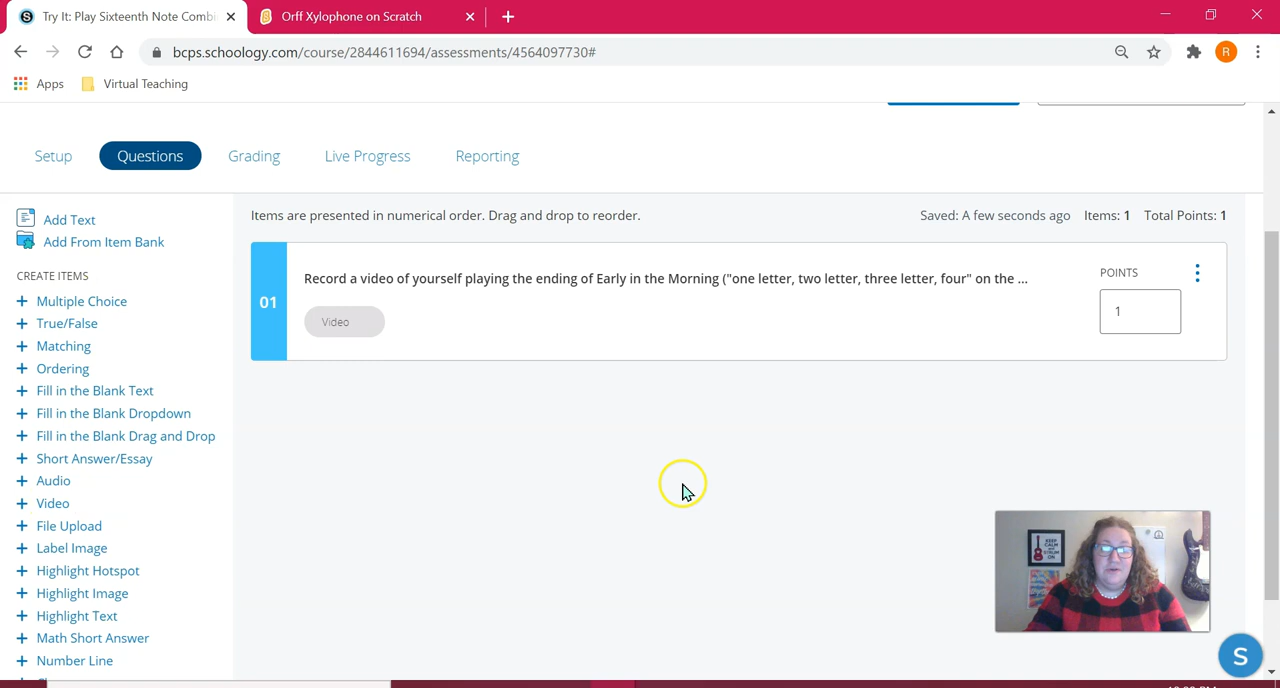 Try It: Play Sixteenth Note Combi
Orff Xylophone on Scratch
bcps.schoology.com/course/2844611694/assessments/4564097730#
R
Apps
Virtual Teaching
Setup
Questions
Grading
Live Progress
Reporting
Add Text
Add From Item Bank
CREATE ITEMS
+ Multiple Choice
+ True/False
+ Matching
+ Ordering
+ Fill in the Blank Text
+ Fill in the Blank Dropdown
+ Fill in the Blank Drag and Drop
+ Short Answer/Essay
+ Audio
+ Video
+ File Upload
+ Label Image
+ Highlight Hotspot
+ Highlight Image
+ Highlight Text
+ Math Short Answer
+ Number Line
Items are presented in numerical order. Drag and drop to reorder.
Saved: A few seconds ago Items: 1 Total Points: 1
01
Record a video of yourself playing the ending of Early in the Morning ("one letter, two letter, three letter, four" on the ...
Video
POINTS
1
KEEP
CALM
AND
STRUM
ON
S